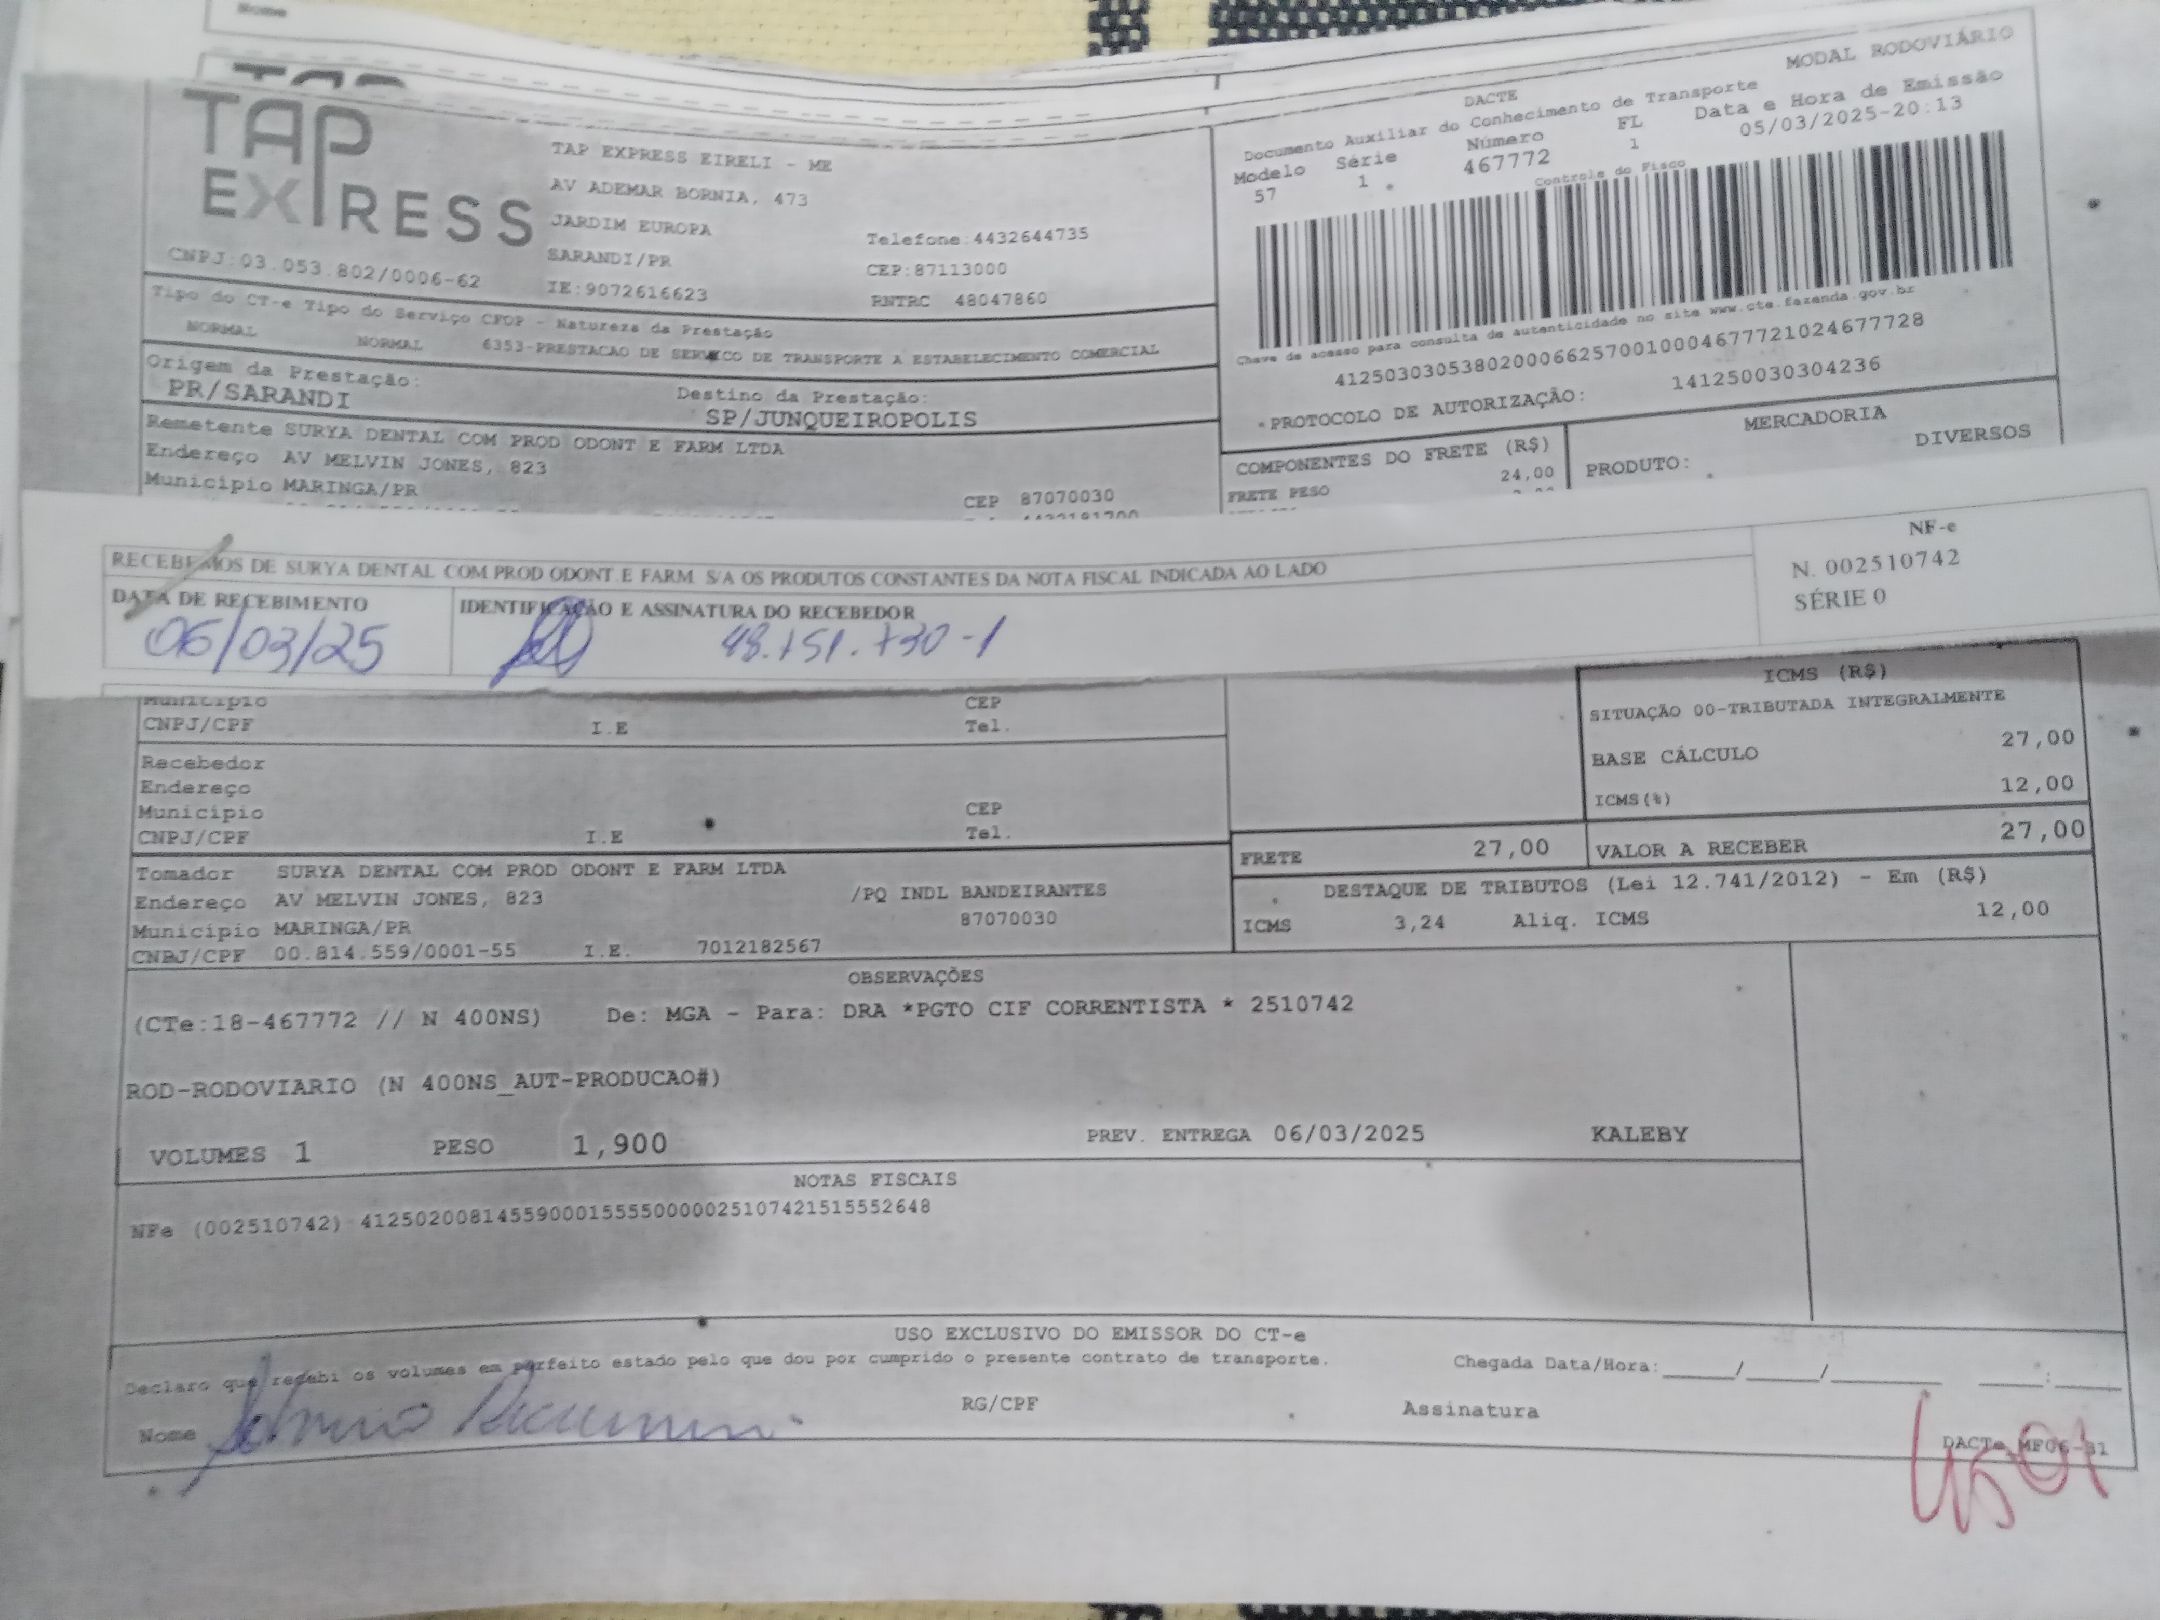 Nome
TAP
TAP
EXPRESS
CNPJ:03.053.802/0006-62
TAP EXPRESS EIRELI - ME
AV ADEMAR BORNIA, 473
JARDIM EUROPA
SARANDI/PR
IE:9072616623
Telefone:4432644735
CEP:87113000
RNTRC 48047860
DACTE
MODAL RODOVIÁRIO
Documento Auxiliar do Conhecimento de Transporte
Modelo Série Número FL Data e Hora de Emissão
57 1 467772 1 05/03/2025-20:13
Controle do Fisco
Chave de acesso para consulta de autenticidade no site www.cte.fazenda.gov.br
41250303053802000662570010004677721024677728
PROTOCOLO DE AUTORIZAÇÃO: 141250030304236
Tipo do CT-e Tipo do Serviço CFOP - Natureza da Prestação
NORMAL NORMAL 6353-PRESTACAO DE SERVICO DE TRANSPORTE A ESTABELECIMENTO COMERCIAL
Origem da Prestação: Destino da Prestação:
PR/SARANDI SP/JUNQUEIROPOLIS
Remetente SURYA DENTAL COM PROD ODONT E FARM LTDA
Endereço AV MELVIN JONES, 823
Município MARINGA/PR CEP 87070030
COMPONENTES DO FRETE (R$)
FRETE PESO 24,00
MERCADORIA
PRODUTO: DIVERSOS
RECEBEMOS DE SURYA DENTAL COM PROD ODONT E FARM S/A OS PRODUTOS CONSTANTES DA NOTA FISCAL INDICADA AO LADO
DATA DE RECEBIMENTO IDENTIFICAÇÃO E ASSINATURA DO RECEBEDOR
06/03/25 48.151.730-1
NF-e
N. 002510742
SÉRIE 0
Município CEP
CNPJ/CPF I.E Tel.
Recebedor
Endereço
Município CEP
CNPJ/CPF I.E Tel.
ICMS (R$)
SITUAÇÃO 00-TRIBUTADA INTEGRALMENTE
BASE CÁLCULO 27,00
ICMS(%) 12,00
FRETE 27,00 VALOR A RECEBER 27,00
DESTAQUE DE TRIBUTOS (Lei 12.741/2012) - Em (R$)
ICMS 3,24 Aliq. ICMS 12,00
Tomador SURYA DENTAL COM PROD ODONT E FARM LTDA
Endereço AV MELVIN JONES, 823 /PQ INDL BANDEIRANTES
Município MARINGA/PR 87070030
CNPJ/CPF 00.814.559/0001-55 I.E. 7012182567
OBSERVAÇÕES
(CTe:18-467772 // N 400NS) De: MGA - Para: DRA *PGTO CIF CORRENTISTA * 2510742
ROD-RODOVIARIO (N 400NS_AUT-PRODUCAO#)
VOLUMES 1 PESO 1,900 PREV. ENTREGA 06/03/2025 KALEBY
NOTAS FISCAIS
NFe (002510742) 41250200814559000155550000025107421515552648
USO EXCLUSIVO DO EMISSOR DO CT-e
Declaro que recebi os volumes em perfeito estado pelo que dou por cumprido o presente contrato de transporte. Chegada Data/Hora:____/____/____ ____:____
Nome RG/CPF Assinatura
DACTe MF06-31